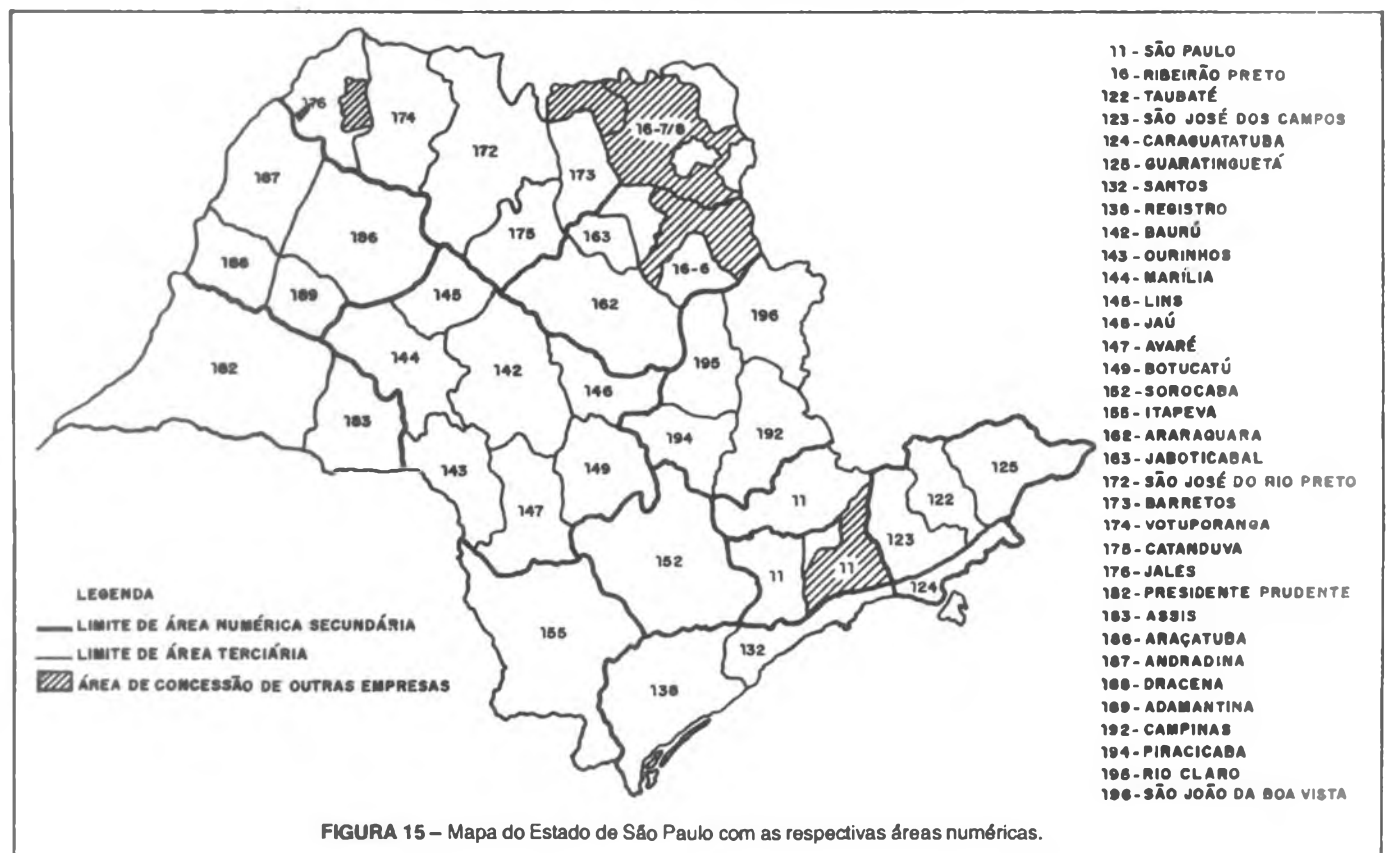 11 - SÃO PAULO
16 - RIBEIRÃO PRETO
122 - TAUBATÉ
123 - SÃO JOSÉ DOS CAMPOS
124 - CARAGUATATUBA
125 - GUARATINGUETÁ
132 - SANTOS
138 - REGISTRO
142 - BAURÚ
143 - OURINHOS
144 - MARÍLIA
145 - LINS
146 - JAÚ
147 - AVARÉ
149 - BOTUCATÚ
152 - SOROCABA
155 - ITAPEVA
162 - ARARAQUARA
163 - JABOTICABAL
172 - SÃO JOSÉ DO RIO PRETO
173 - BARRETOS
174 - VOTUPORANGA
175 - CATANDUVA
176 - JALES
182 - PRESIDENTE PRUDENTE
183 - ASSIS
186 - ARAÇATUBA
187 - ANDRADINA
188 - DRACENA
189 - ADAMANTINA
192 - CAMPINAS
194 - PIRACICABA
195 - RIO CLARO
196 - SÃO JOÃO DA BOA VISTA
176
174
172
16-7/8
173
187
186
175
163
188
189
145
162
16-6
196
182
144
142
146
195
183
143
149
194
192
147
11
122
125
123
152
11
11
124
155
132
138
LEGENDA
LIMITE DE ÁREA NUMÉRICA SECUNDÁRIA
LIMITE DE ÁREA TERCIÁRIA
ÁREA DE CONCESSÃO DE OUTRAS EMPRESAS
FIGURA 15 – Mapa do Estado de São Paulo com as respectivas áreas numéricas.